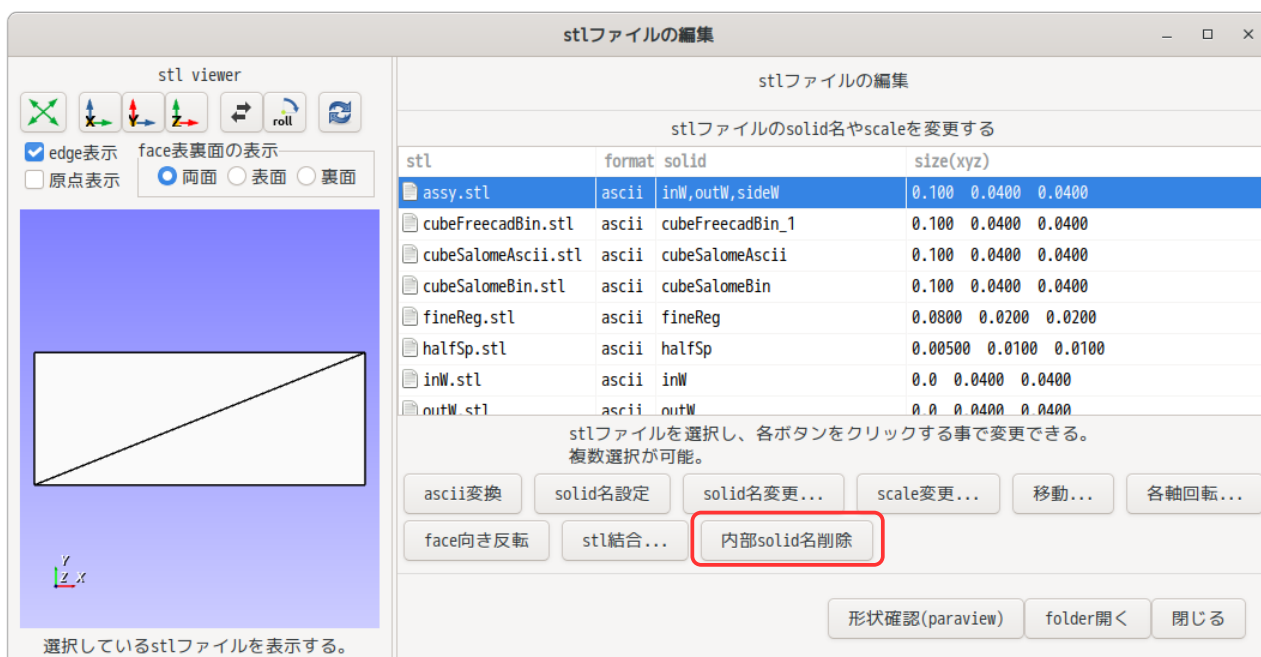 stlファイルの編集
stl viewer
X Y Z roll
edge表示
原点表示
face表裏面の表示
両面 表面 裏面
Y
Z X
選択しているstlファイルを表示する。
stlファイルの編集
stlファイルのsolid名やscaleを変更する
stl format solid size(xyz)
assy.stl ascii inW,outW,sideW 0.100 0.0400 0.0400
cubeFreecadBin.stl ascii cubeFreecadBin_1 0.100 0.0400 0.0400
cubeSalomeAscii.stl ascii cubeSalomeAscii 0.100 0.0400 0.0400
cubeSalomeBin.stl ascii cubeSalomeBin 0.100 0.0400 0.0400
fineReg.stl ascii fineReg 0.0800 0.0200 0.0200
halfSp.stl ascii halfSp 0.00500 0.0100 0.0100
inW.stl ascii inW 0.0 0.0400 0.0400
outW.stl ascii outW 0.0 0.0400 0.0400
stlファイルを選択し、各ボタンをクリックする事で変更できる。
複数選択が可能。
ascii変換 solid名設定 solid名変更... scale変更... 移動... 各軸回転...
face向き反転 stl結合... 内部solid名削除
形状確認(paraview) folder開く 閉じる